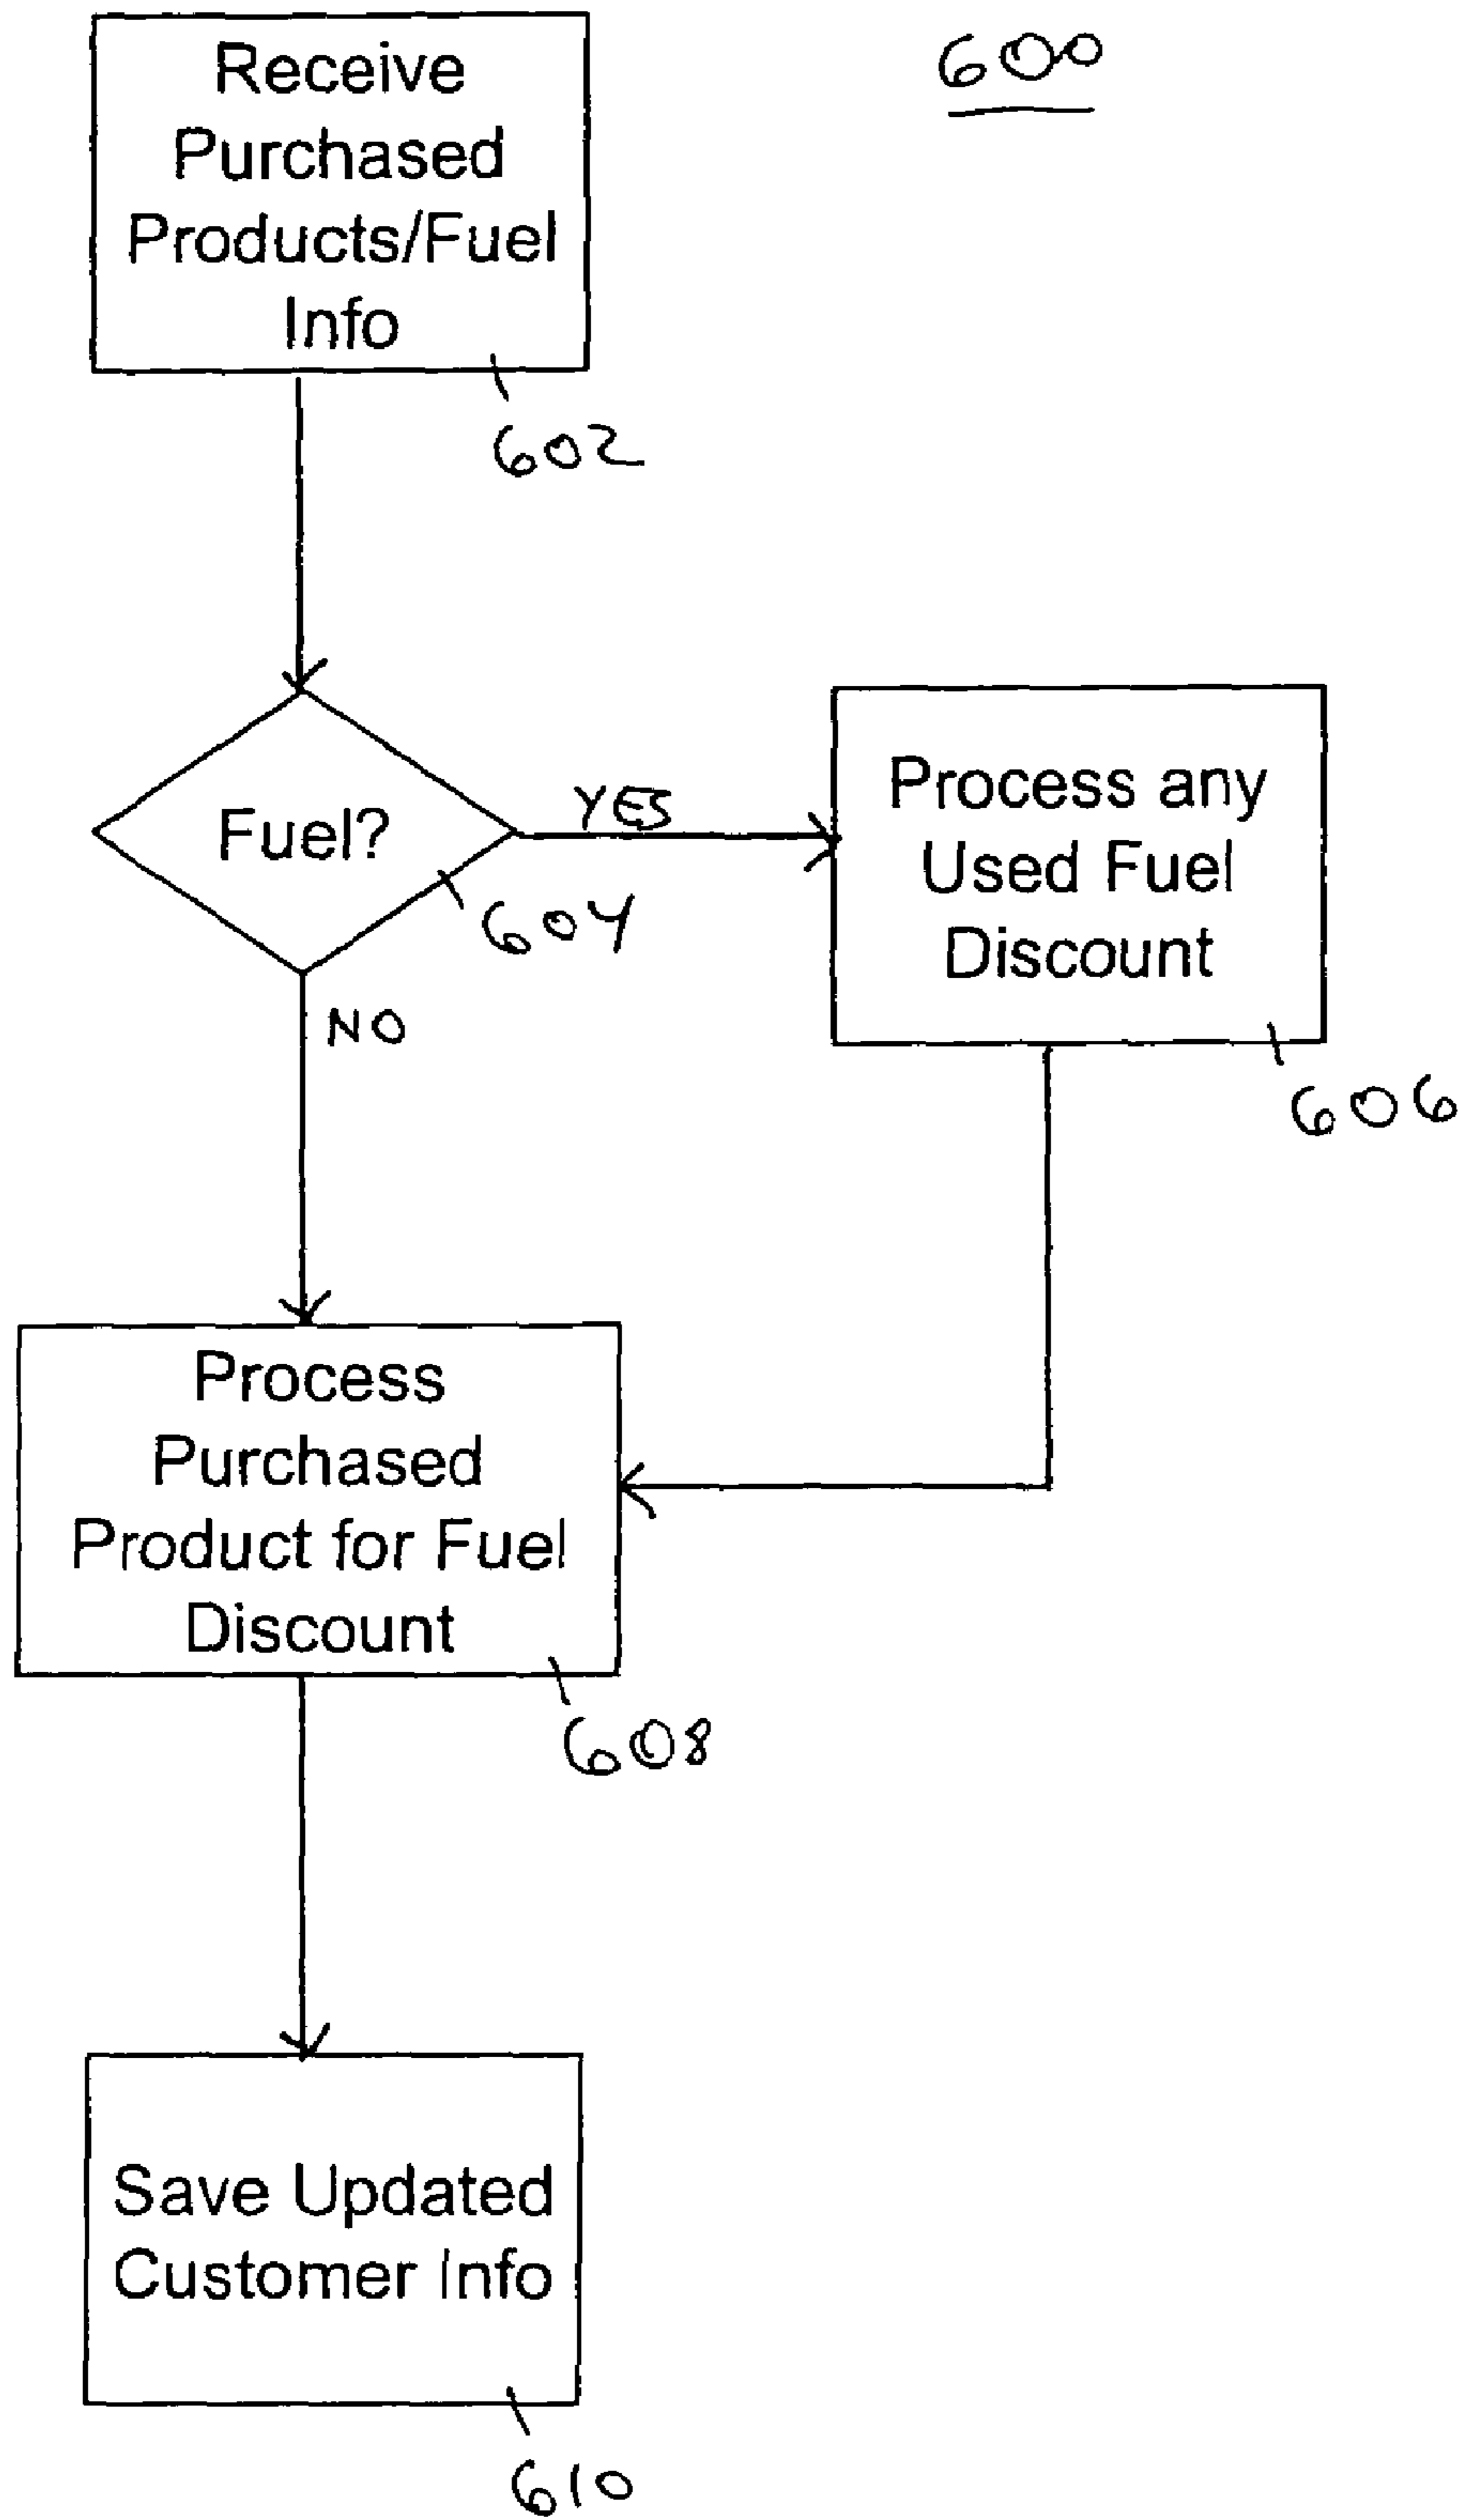 Receive
Purchased
Products/Fuel
Info
600
602
Fuel?
YES
604
NO
Process any
Used Fuel
Discount
606
Process
Purchased
Product for Fuel
Discount
608
Save Updated
Customer Info
610